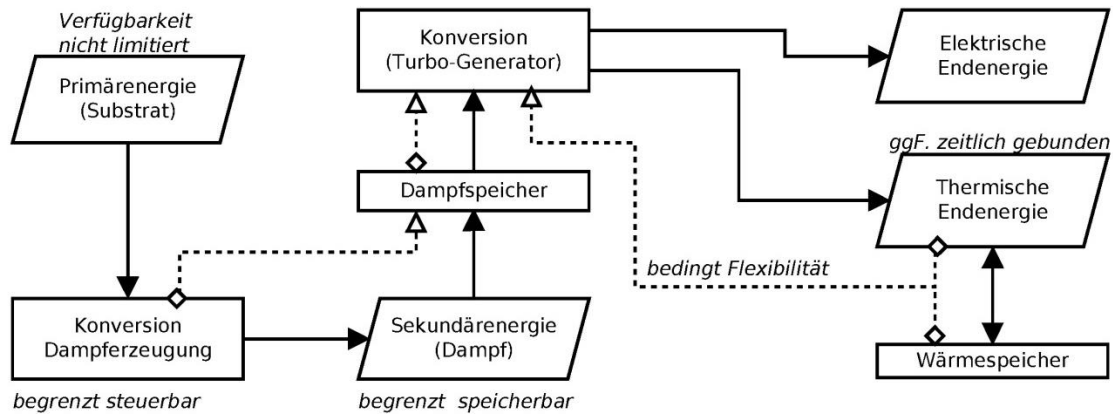 Verfügbarkeit
nicht limitiert
Primärenergie
(Substrat)
Konversion
(Turbo-Generator)
Elektrische
Endenergie
ggF. zeitlich gebunden
Thermische
Endenergie
Dampfspeicher
bedingt Flexibilität
Konversion
Dampferzeugung
begrenzt steuerbar
Sekundärenergie
(Dampf)
begrenzt speicherbar
Wärmespeicher